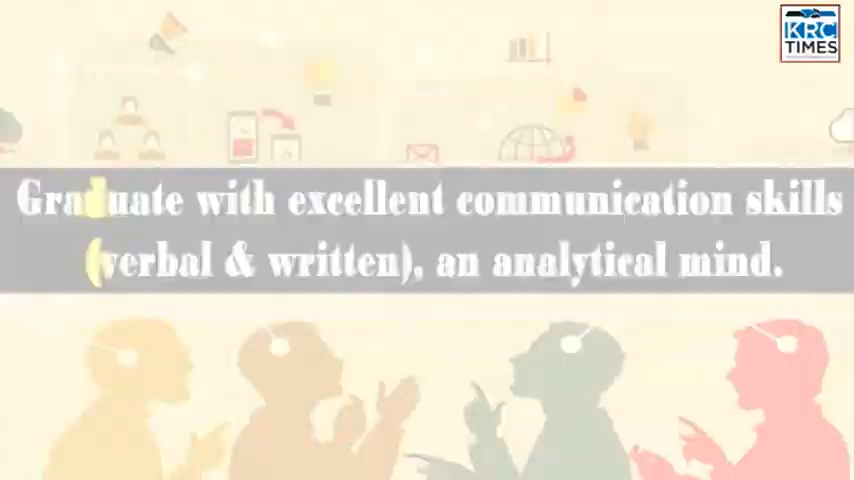 KRC
TIMES
Graduate with excellent communication skills
(verbal & written), an analytical mind.